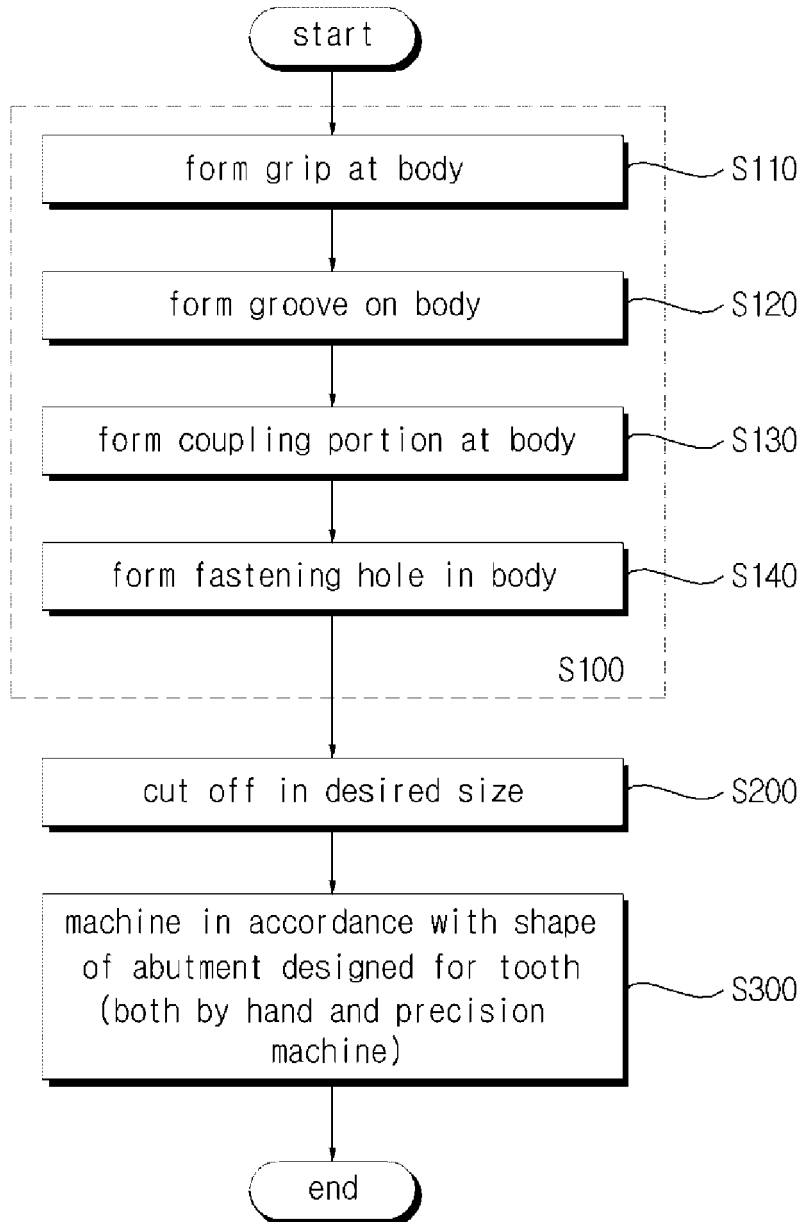 start
form grip at body
S110
form groove on body
S120
form coupling portion at body
S130
form fastening hole in body
S140
S100
cut off in desired size
S200
machine in accordance with shape
of abutment designed for tooth
(both by hand and precision
machine)
S300
end